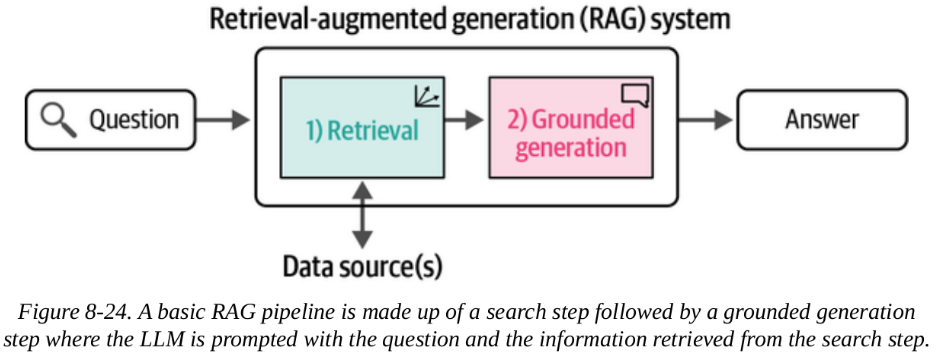 Retrieval-augmented generation (RAG) system
Question
1) Retrieval
2) Grounded
generation
Answer
Data source(s)
Figure 8-24. A basic RAG pipeline is made up of a search step followed by a grounded generation
step where the LLM is prompted with the question and the information retrieved from the search step.